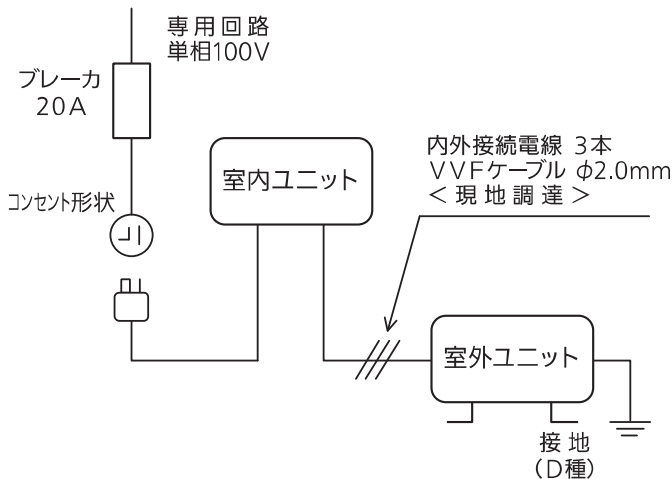 専用回路
単相100V
ブレーカ
20A
コンセント形状
室内ユニット
内外接続電線 3本
VVFケーブル φ2.0mm
＜現地調達＞
室外ユニット
接地
（D種）